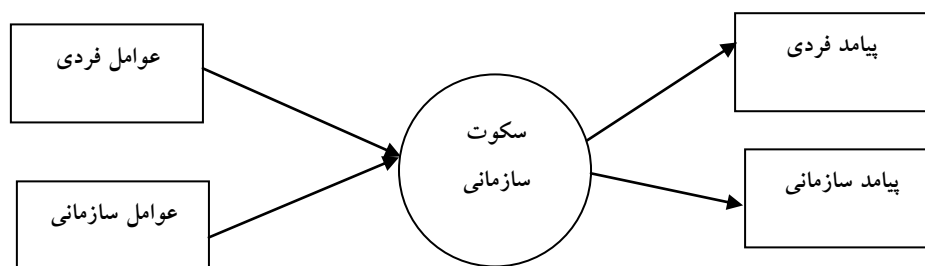 عوامل فردی
عوامل سازمانی
سکوت
سازمانی
پیامد فردی
پیامد سازمانی